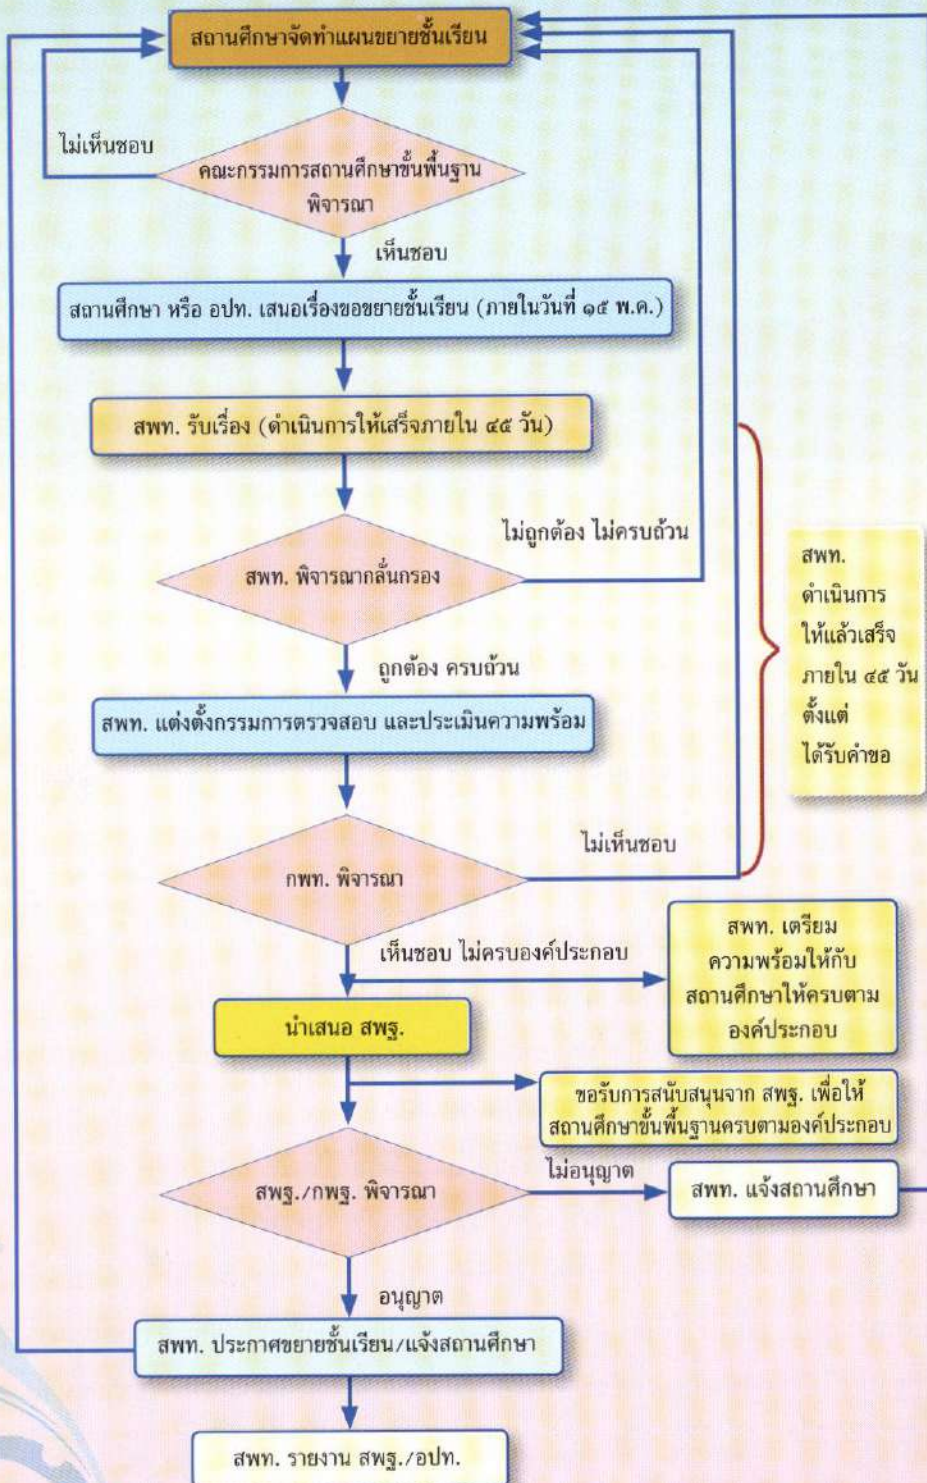 สถานศึกษาจัดทำแผนขยายชั้นเรียน
ไม่เห็นชอบ
คณะกรรมการสถานศึกษาขั้นพื้นฐาน
พิจารณา
เห็นชอบ
สถานศึกษา หรือ อปท. เสนอเรื่องขอขยายชั้นเรียน (ภายในวันที่ ๑๕ พ.ค.)
สพท. รับเรื่อง (ดำเนินการให้เสร็จภายใน ๔๕ วัน)
ไม่ถูกต้อง ไม่ครบถ้วน
สพท. พิจารณากลั่นกรอง
สพท.
ดำเนินการ
ให้แล้วเสร็จ
ภายใน ๔๕ วัน
ตั้งแต่
ได้รับคำขอ
ถูกต้อง ครบถ้วน
สพท. แต่งตั้งกรรมการตรวจสอบ และประเมินความพร้อม
ไม่เห็นชอบ
กพท. พิจารณา
เห็นชอบ ไม่ครบองค์ประกอบ
สพท. เตรียม
ความพร้อมให้กับ
สถานศึกษาให้ครบตาม
องค์ประกอบ
นำเสนอ สพฐ.
ขอรับการสนับสนุนจาก สพฐ. เพื่อให้
สถานศึกษาขั้นพื้นฐานครบตามองค์ประกอบ
ไม่อนุญาต
สพฐ./กพฐ. พิจารณา
สพท. แจ้งสถานศึกษา
อนุญาต
สพท. ประกาศขยายชั้นเรียน/แจ้งสถานศึกษา
สพท. รายงาน สพฐ./อปท.